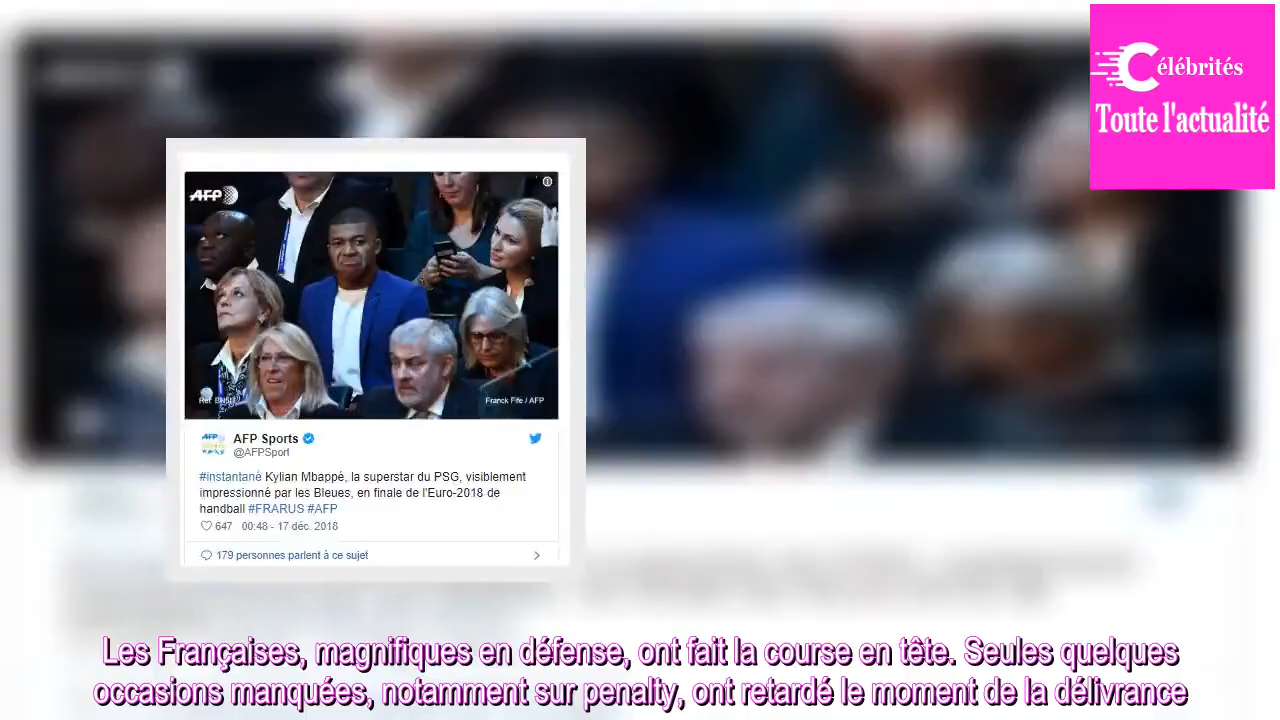 Célébrités
Toute l'actualité
AFP
Franck Fife / AFP
AFP Sports
@AFPSport
#instantané Kylian Mbappé, la superstar du PSG, visiblement
impressionné par les Bleues, en finale de l'Euro-2018 de
handball #FRARUS #AFP
647 00:48 - 17 déc. 2018
179 personnes parlent à ce sujet
Les Françaises, magnifiques en défense, ont fait la course en tête. Seules quelques
occasions manquées, notamment sur penalty, ont retardé le moment de la délivrance